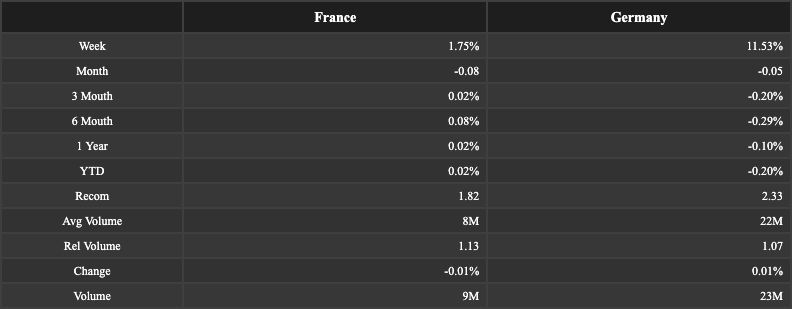 France Germany
Week 1.75% 11.53%
Month -0.08 -0.05
3 Mouth 0.02% -0.20%
6 Mouth 0.08% -0.29%
1 Year 0.02% -0.10%
YTD 0.02% -0.20%
Recom 1.82 2.33
Avg Volume 8M 22M
Rel Volume 1.13 1.07
Change -0.01% 0.01%
Volume 9M 23M